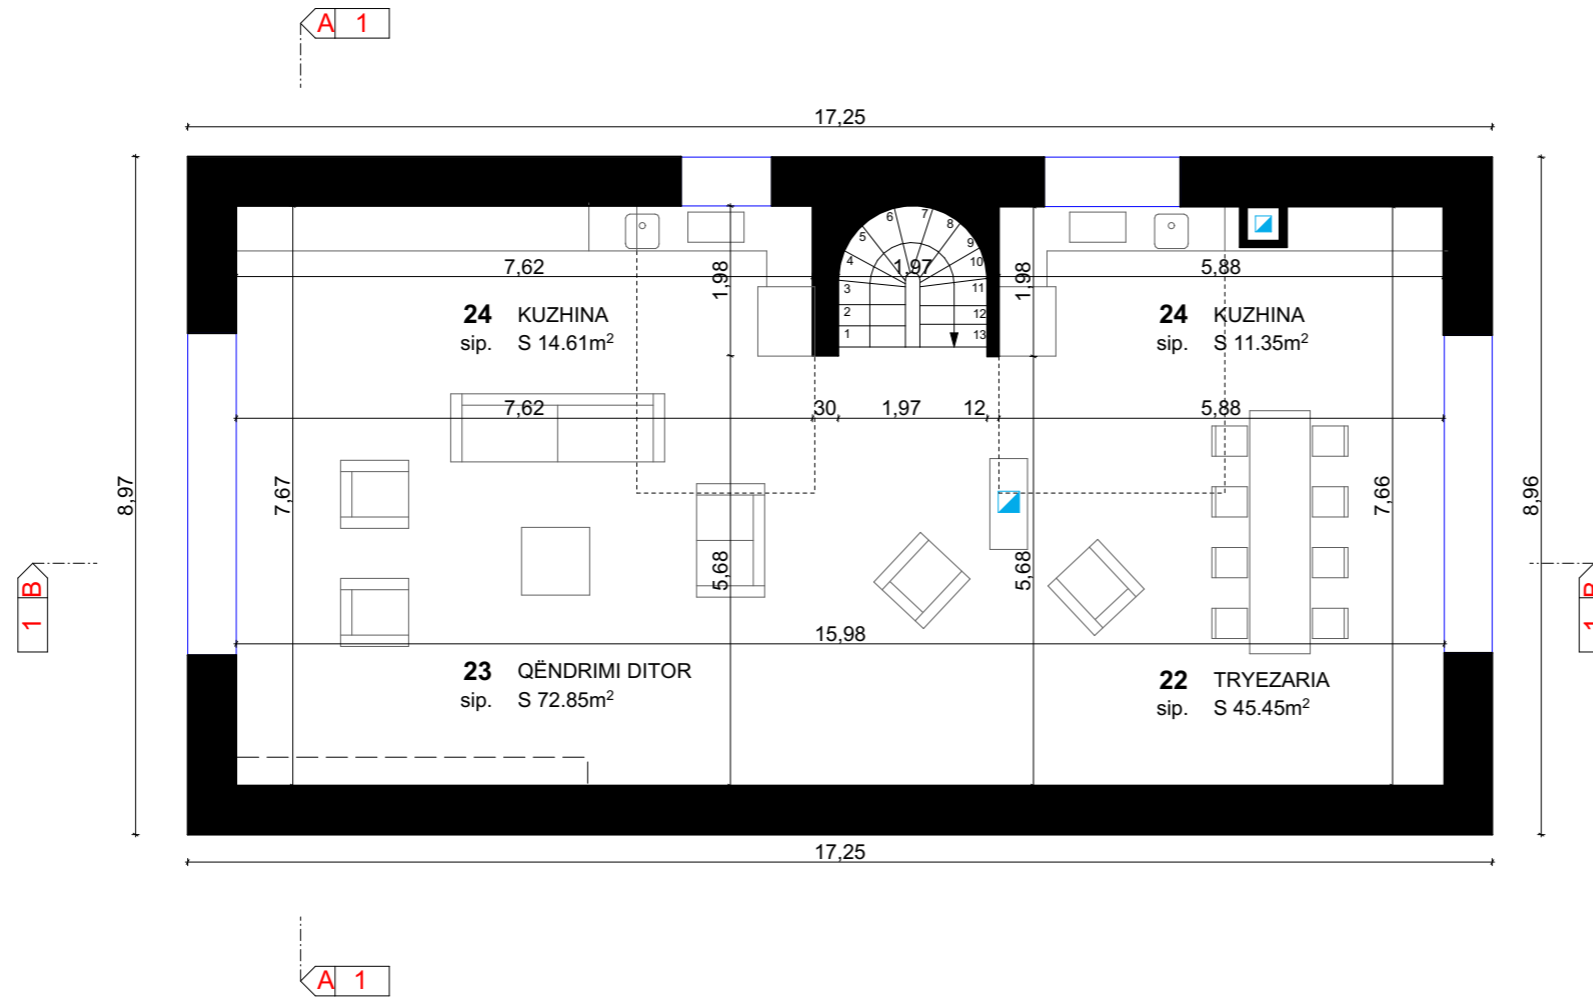 A 1
17,25
6 7 8
5 9
4 10
7,62
1,98
1,97
1,98
5,88
3 11
2 12
1 13
24 KUZHINA
sip. S 14.61m²
24 KUZHINA
sip. S 11.35m²
7,62
30
1,97
12
5,88
8,97
7,67
7,66
8,96
5,68
5,68
1 B
1 B
15,98
23 QËNDRIMI DITOR
sip. S 72.85m²
22 TRYEZARIA
sip. S 45.45m²
17,25
A 1